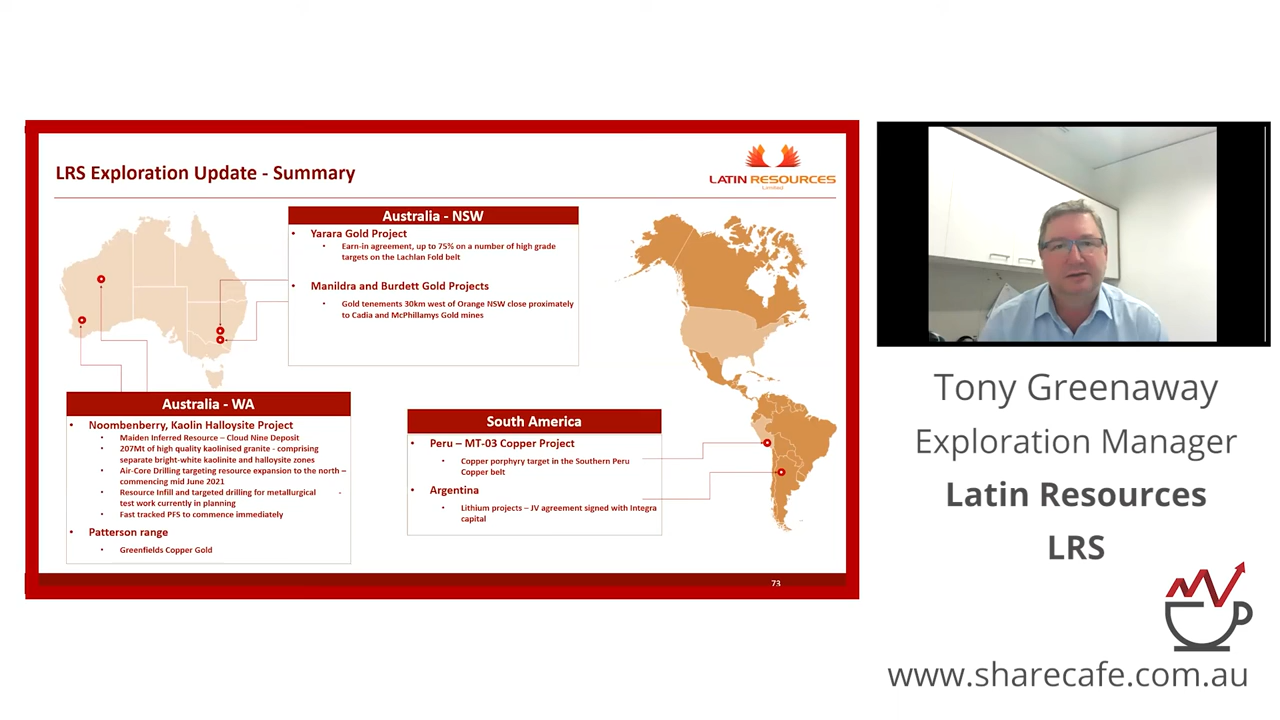 LRS Exploration Update - Summary
LATIN RESOURCES
Limited
Australia - NSW
• Yarara Gold Project
• Earn-in agreement, up to 75% on a number of high grade
targets on the Lachlan Fold belt
• Manildra and Burdett Gold Projects
• Gold tenements 30km west of Orange NSW close proximately
to Cadia and McPhillamys Gold mines
Australia - WA
• Noombenberry, Kaolin Halloysite Project
• Maiden Inferred Resource – Cloud Nine Deposit
• 207Mt of high quality kaolinised granite - comprising
separate bright-white kaolinite and halloysite zones
• Air-Core Drilling targeting resource expansion to the north –
commencing mid June 2021
• Resource Infill and targeted drilling for metallurgical -
test work currently in planning
• Fast tracked PFS to commence immediately
• Patterson range
• Greenfields Copper Gold
South America
• Peru – MT-03 Copper Project
• Copper porphyry target in the Southern Peru
Copper belt
• Argentina
• Lithium projects – JV agreement signed with Integra
capital
73
Tony Greenaway
Exploration Manager
Latin Resources
LRS
www.sharecafe.com.au